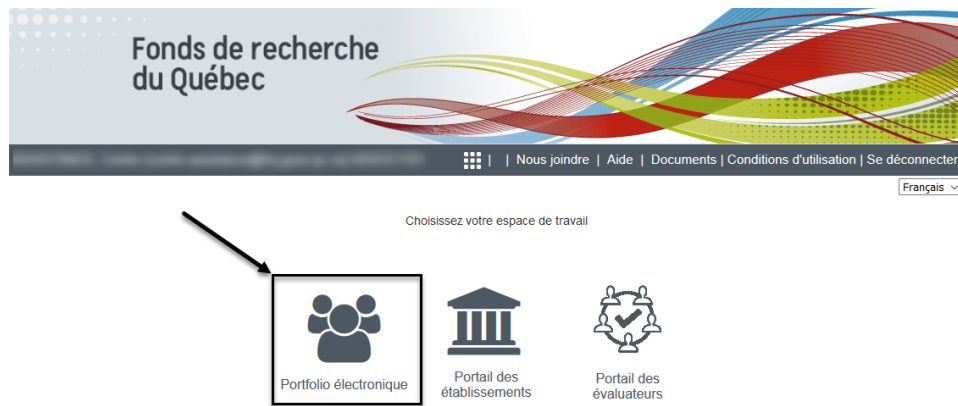 Fonds de recherche
du Québec
| | Nous joindre | Aide | Documents | Conditions d'utilisation | Se déconnecter
Français
Choisissez votre espace de travail
Portfolio électronique
Portail des
établissements
Portail des
évaluateurs